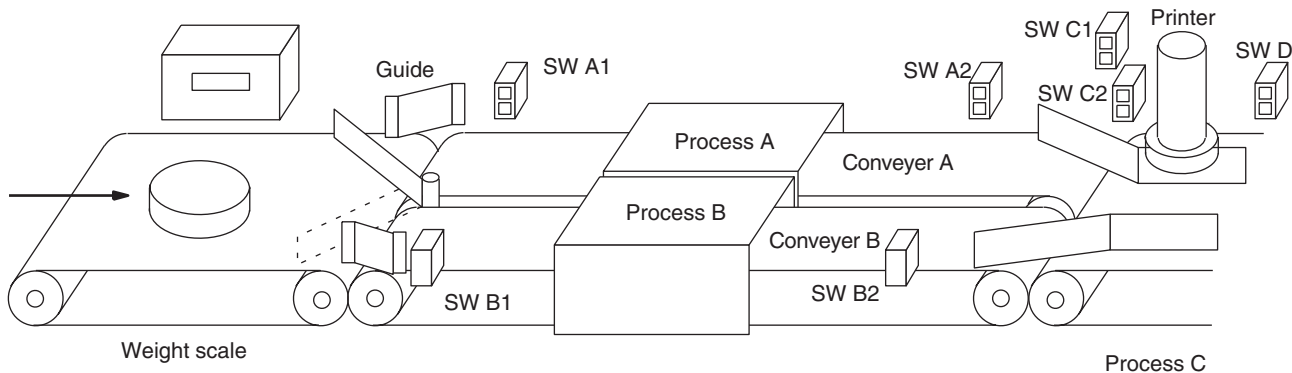 SW C1
Printer
SW D
Guide
SW A1
SW A2
SW C2
Process A
Conveyer A
Process B
Conveyer B
SW B1
SW B2
Weight scale
Process C